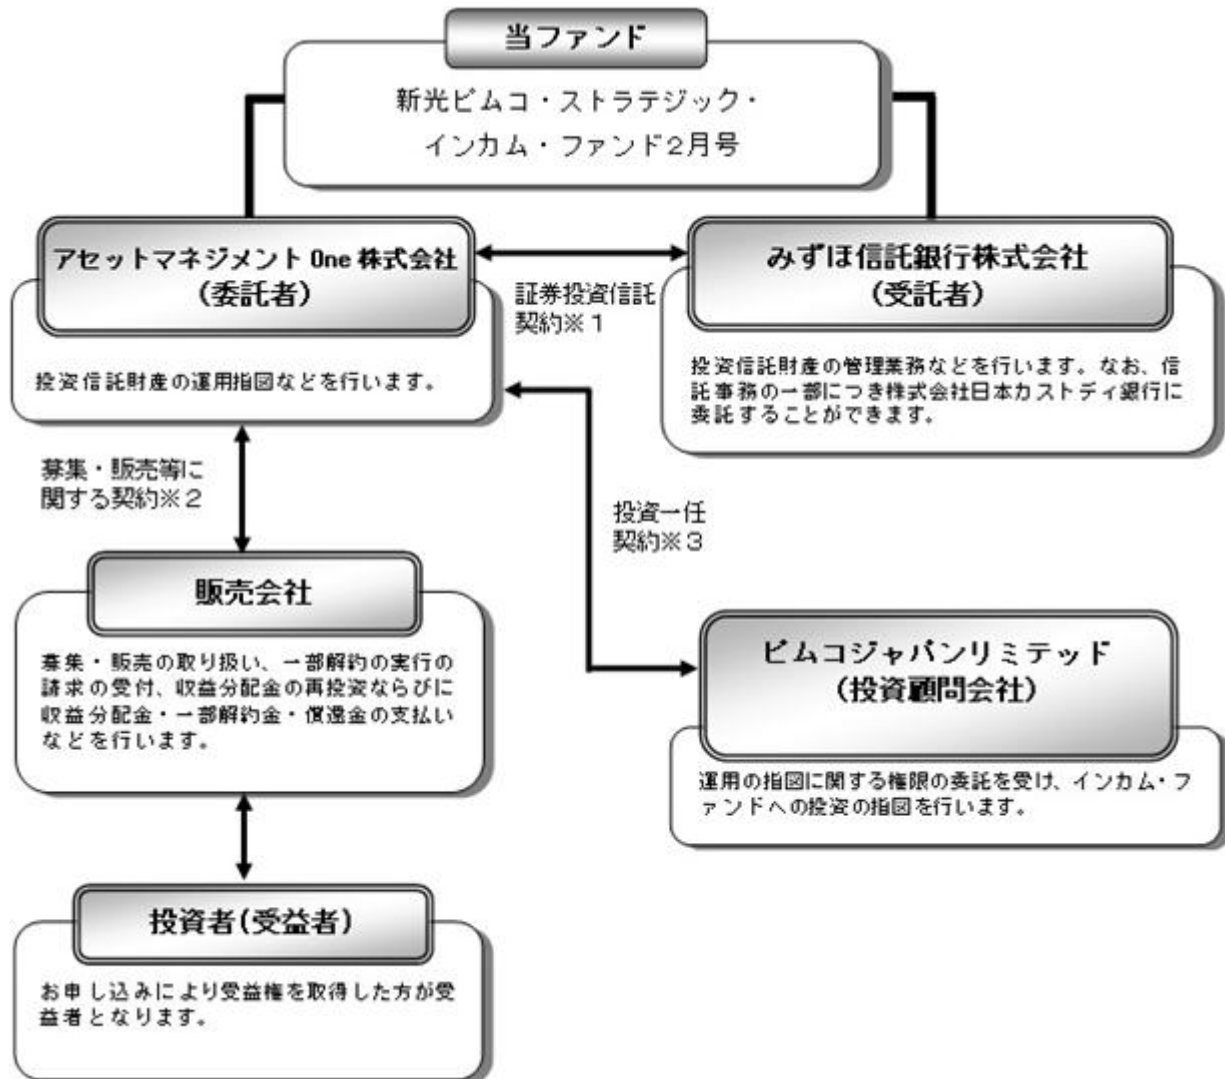 当ファンド
新光ピムコ・ストラテジック・
インカム・ファンド2月号
アセットマネジメント One 株式会社
(委託者)
投資信託財産の運用指図などを行います。
証券投資信託
契約※1
みずほ信託銀行株式会社
(受託者)
投資信託財産の管理業務などを行います。なお、信
託事務の一部につき株式会社日本カストディ銀行に
委託することができます。
募集・販売等に
関する契約※2
投資一任
契約※3
販売会社
募集・販売の取り扱い、一部解約の実行の
請求の受付、収益分配金の再投資ならびに
収益分配金・一部解約金・償還金の支払い
などを行います。
ピムコジャパンリミテッド
(投資顧問会社)
運用の指図に関する権限の委託を受け、インカム・フ
ァンドへの投資の指図を行います。
投資者(受益者)
お申し込みにより受益権を取得した方が受
益者となります。